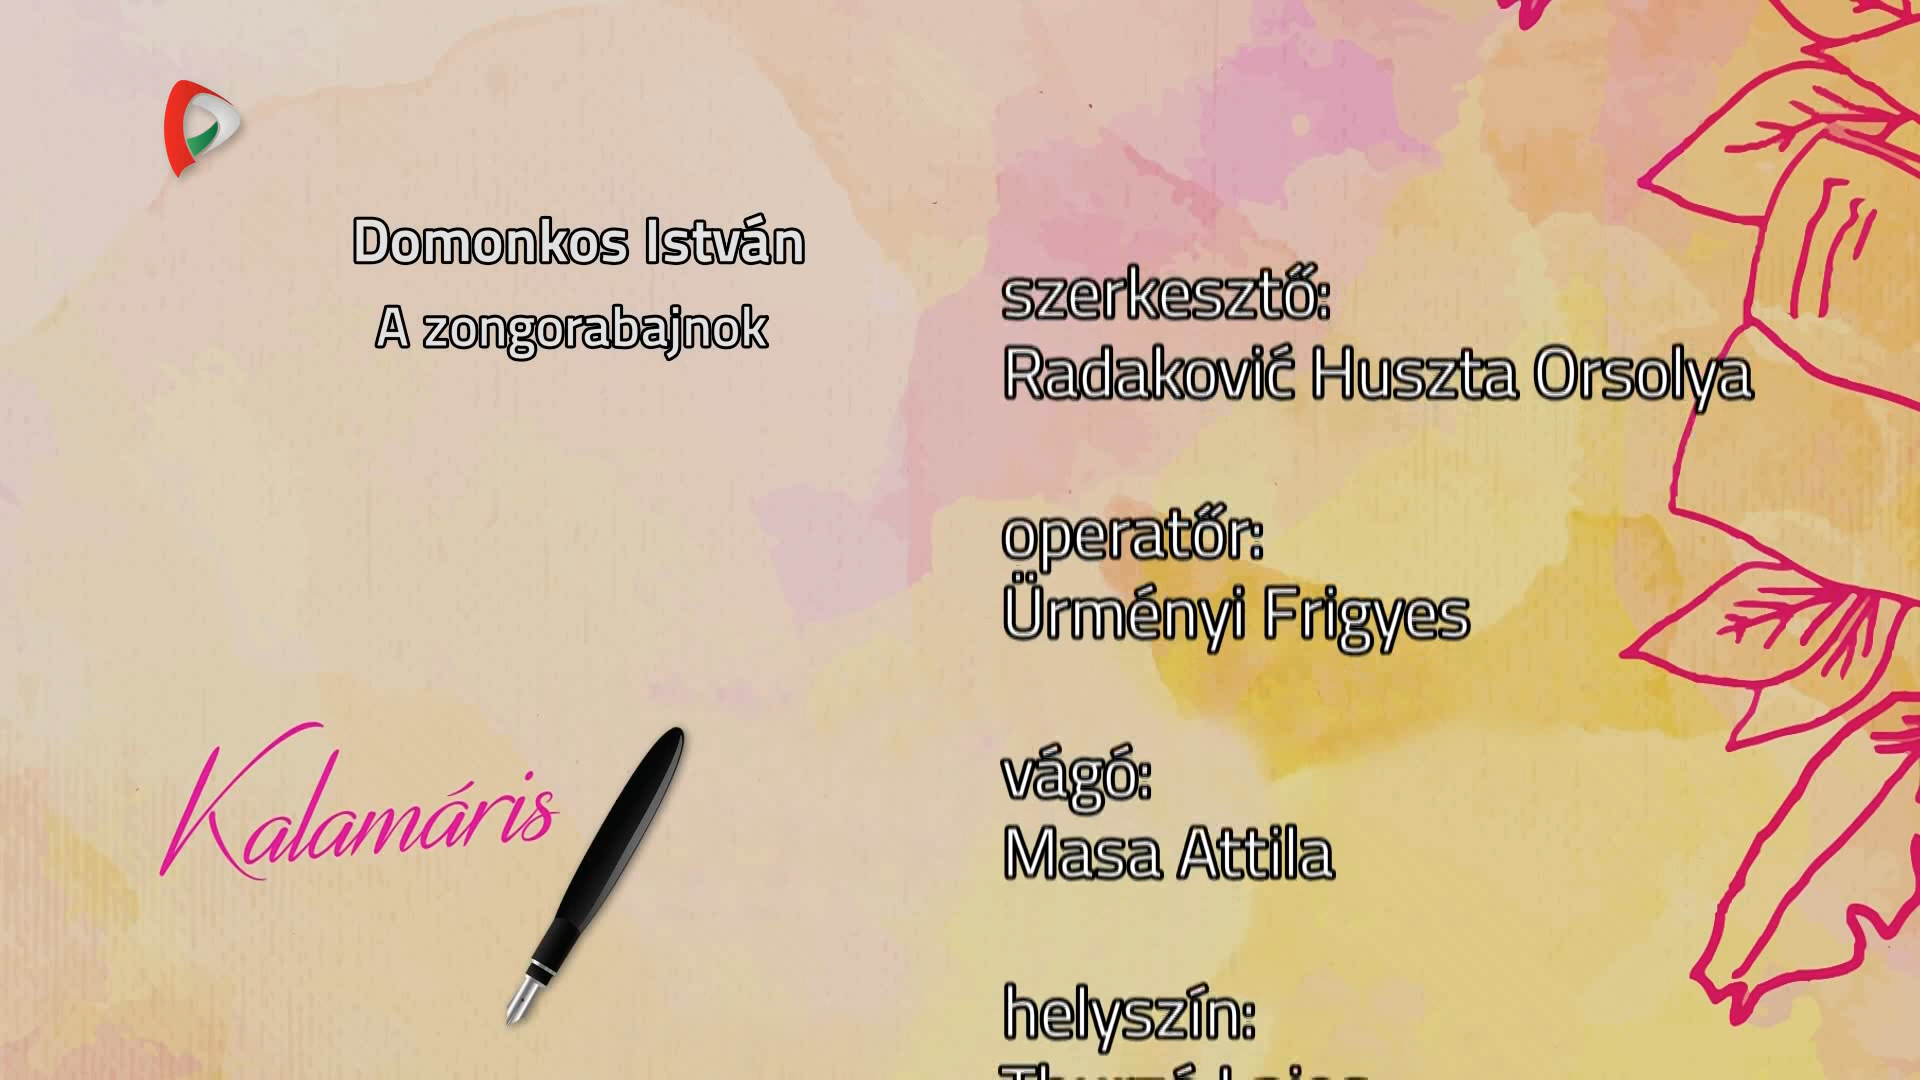 Domonkos István
A zongorabajnok
Kalamáris
szerkesztő:
Radaković Huszta Orsolya
operatőr:
Ürményi Frigyes
vágó:
Masa Attila
helyszín: